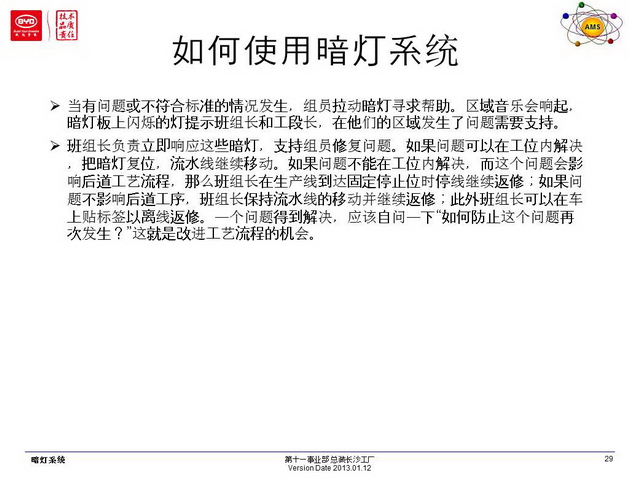 BYD
技术
品质
责任
AMS
如何使用暗灯系统
➢ 当有问题或不符合标准的情况发生，组员拉动暗灯寻求帮助。区域音乐会响起，
暗灯板上闪烁的灯提示班组长和工段长，在他们的区域发生了问题需要支持。
➢ 班组长负责立即响应这些暗灯，支持组员修复问题。如果问题可以在工位内解决
，把暗灯复位，流水线继续移动。如果问题不能在工位内解决，而这个问题会影
响后道工艺流程，那么班组长在生产线到达固定停止位时停线继续返修；如果问
题不影响后道工序，班组长保持流水线的移动并继续返修；此外班组长可以在车
上贴标签以离线返修。一个问题得到解决，应该自问一下“如何防止这个问题再
次发生？”这就是改进工艺流程的机会。
暗灯系统
第十一事业部总装长沙工厂
Version Date 2013.01.12
29